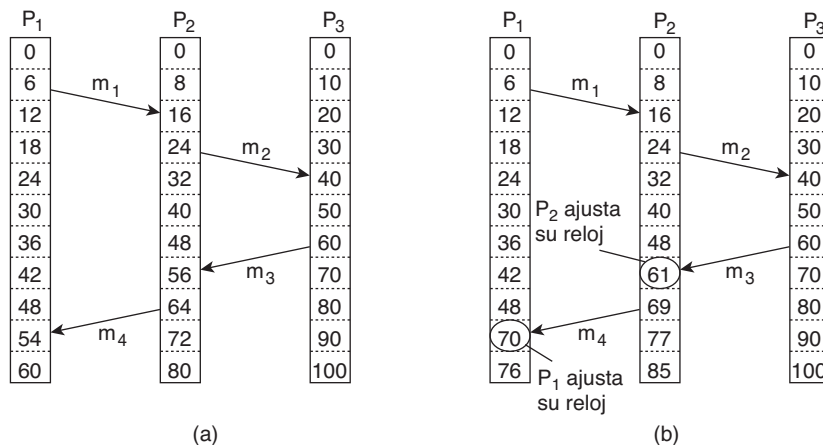 P1 P2 P3
0 0 0
6 8 10
m1
12 16 20
18 24 30
m2
24 32 40
30 40 50
36 48 60
42 56 70
m3
48 64 80
54 72 90
m4
60 80 100
(a)
P1 P2 P3
0 0 0
6 8 10
m1
12 16 20
18 24 30
m2
24 32 40
30 40 50
P2 ajusta
su reloj
36 48 60
42 61 70
m3
48 69 80
70 77 90
m4
76 85 100
P1 ajusta
su reloj
(b)